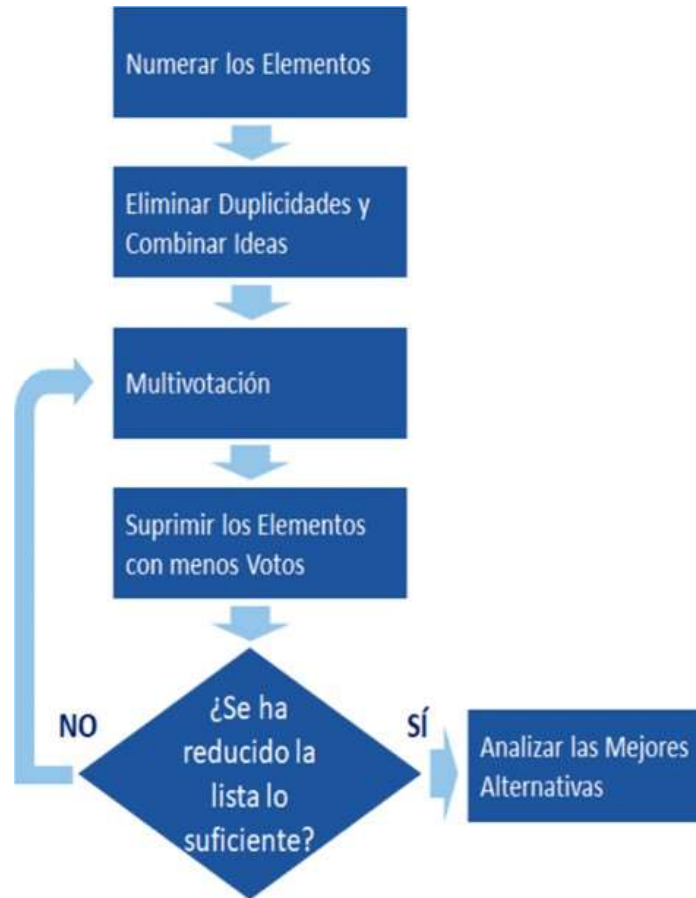 Numerar los Elementos
Eliminar Duplicidades y
Combinar Ideas
Multivotación
Suprimir los Elementos
con menos Votos
NO
¿Se ha
reducido la
lista lo
suficiente?
SÍ
Analizar las Mejores
Alternativas